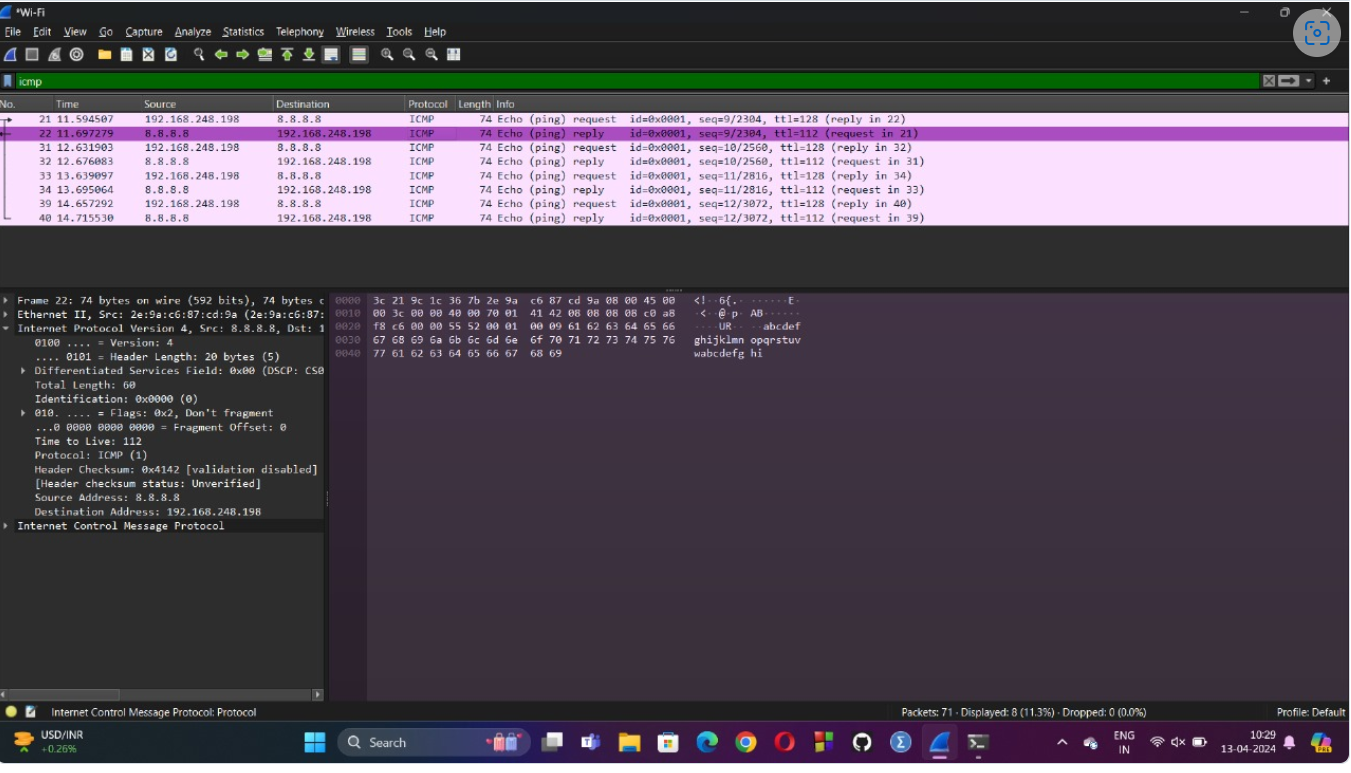 *Wi-Fi
File Edit View Go Capture Analyze Statistics Telephony Wireless Tools Help
icmp
No. Time Source Destination Protocol Length Info
21 11.594507 192.168.248.198 8.8.8.8 ICMP 74 Echo (ping) request id=0x0001, seq=9/2304, ttl=128 (reply in 22)
22 11.697279 8.8.8.8 192.168.248.198 ICMP 74 Echo (ping) reply id=0x0001, seq=9/2304, ttl=112 (request in 21)
31 12.631903 192.168.248.198 8.8.8.8 ICMP 74 Echo (ping) request id=0x0001, seq=10/2560, ttl=128 (reply in 32)
32 12.676083 8.8.8.8 192.168.248.198 ICMP 74 Echo (ping) reply id=0x0001, seq=10/2560, ttl=112 (request in 31)
33 13.639097 192.168.248.198 8.8.8.8 ICMP 74 Echo (ping) request id=0x0001, seq=11/2816, ttl=128 (reply in 34)
34 13.695064 8.8.8.8 192.168.248.198 ICMP 74 Echo (ping) reply id=0x0001, seq=11/2816, ttl=112 (request in 33)
39 14.657292 192.168.248.198 8.8.8.8 ICMP 74 Echo (ping) request id=0x0001, seq=12/3072, ttl=128 (reply in 40)
40 14.715530 8.8.8.8 192.168.248.198 ICMP 74 Echo (ping) reply id=0x0001, seq=12/3072, ttl=112 (request in 39)
Frame 22: 74 bytes on wire (592 bits), 74 bytes c
Ethernet II, Src: 2e:9a:c6:87:cd:9a (2e:9a:c6:87:
Internet Protocol Version 4, Src: 8.8.8.8, Dst: 1
0100 .... = Version: 4
.... 0101 = Header Length: 20 bytes (5)
Differentiated Services Field: 0x00 (DSCP: CS0
Total Length: 60
Identification: 0x0000 (0)
010. .... = Flags: 0x2, Don't fragment
...0 0000 0000 0000 = Fragment Offset: 0
Time to Live: 112
Protocol: ICMP (1)
Header Checksum: 0x4142 [validation disabled]
[Header checksum status: Unverified]
Source Address: 8.8.8.8
Destination Address: 192.168.248.198
Internet Control Message Protocol
0000 3c 21 9c 1c 36 7b 2e 9a c6 87 cd 9a 08 00 45 00 <!··6{.· ······E·
0010 00 3c 00 00 40 00 70 01 41 42 08 08 08 08 c0 a8 ·<··@·p· AB······
0020 f8 c6 00 00 55 52 00 01 00 09 61 62 63 64 65 66 ····UR·· ··abcdef
0030 67 68 69 6a 6b 6c 6d 6e 6f 70 71 72 73 74 75 76 ghijklmn opqrstuv
0040 77 61 62 63 64 65 66 67 68 69 wabcdefg hi
Internet Control Message Protocol: Protocol
Packets: 71 · Displayed: 8 (11.3%) · Dropped: 0 (0.0%)
Profile: Default
USD/INR
+0.26%
Search
ENG
IN
10:29
13-04-2024